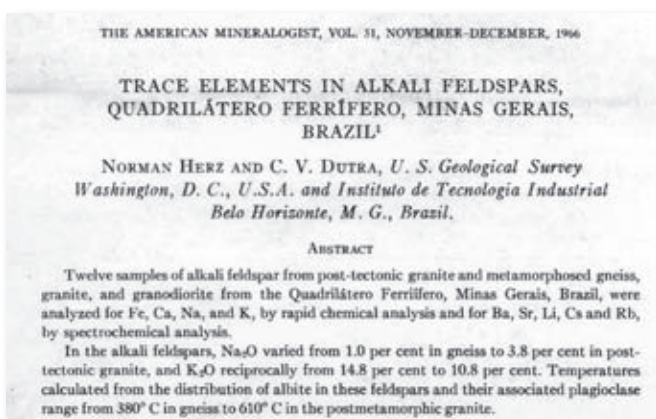 THE AMERICAN MINERALOGIST, VOL. 51, NOVEMBER-DECEMBER, 1966
TRACE ELEMENTS IN ALKALI FELDSPARS,
QUADRILÁTERO FERRÍFERO, MINAS GERAIS,
BRAZIL¹
NORMAN HERZ AND C. V. DUTRA, U. S. Geological Survey
Washington, D. C., U.S.A. and Instituto de Tecnologia Industrial
Belo Horizonte, M. G., Brazil.
ABSTRACT
Twelve samples of alkali feldspar from post-tectonic granite and metamorphosed gneiss,
granite, and granodiorite from the Quadrilátero Ferrífero, Minas Gerais, Brazil, were
analyzed for Fe, Ca, Na, and K, by rapid chemical analysis and for Ba, Sr, Li, Cs and Rb,
by spectrochemical analysis.
In the alkali feldspars, Na₂O varied from 1.0 per cent in gneiss to 3.8 per cent in post-
tectonic granite, and K₂O reciprocally from 14.8 per cent to 10.8 per cent. Temperatures
calculated from the distribution of albite in these feldspars and their associated plagioclase
range from 380° C in gneiss to 610° C in the postmetamorphic granite.